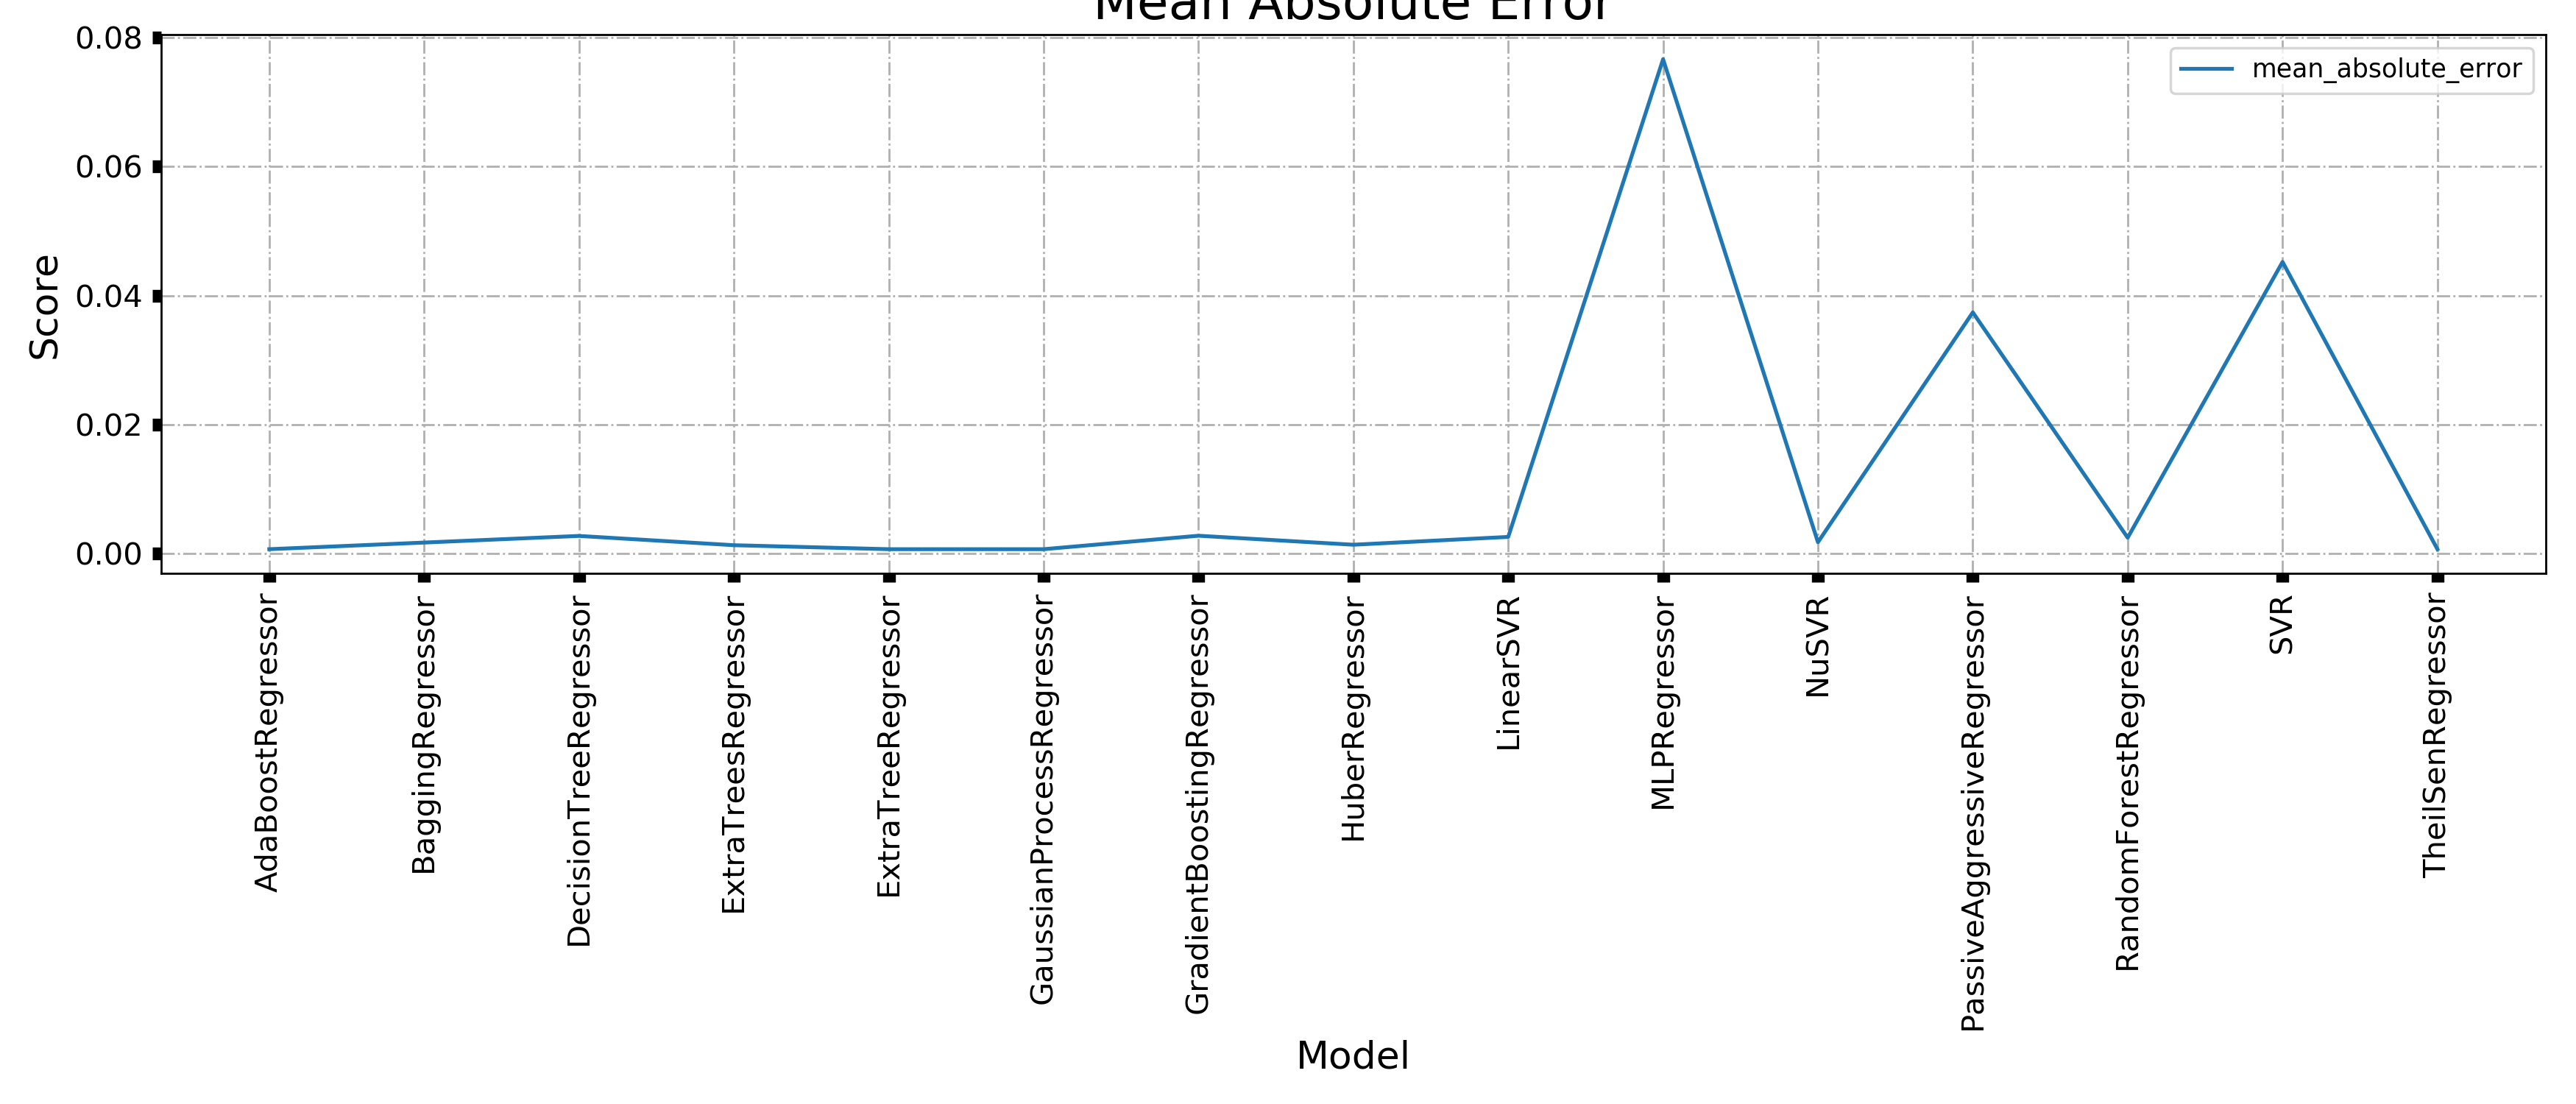 Mean Absolute Error
0.08
0.06
0.04
0.02
0.00
Score
mean_absolute_error
AdaBoostRegressor
BaggingRegressor
DecisionTreeRegressor
ExtraTreesRegressor
ExtraTreeRegressor
GaussianProcessRegressor
GradientBoostingRegressor
HuberRegressor
LinearSVR
MLPRegressor
NuSVR
PassiveAggressiveRegressor
RandomForestRegressor
SVR
TheilSenRegressor
Model